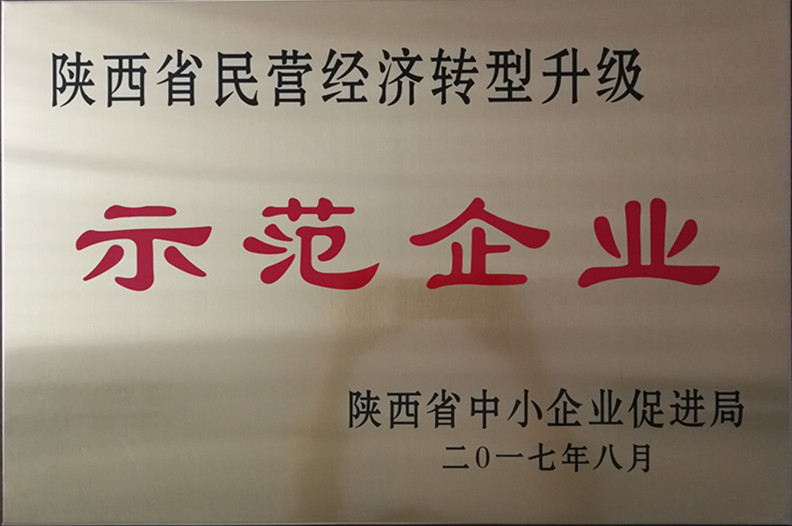 陕西省民营经济转型升级
示范企业
陕西省中小企业促进局
二0一七年八月